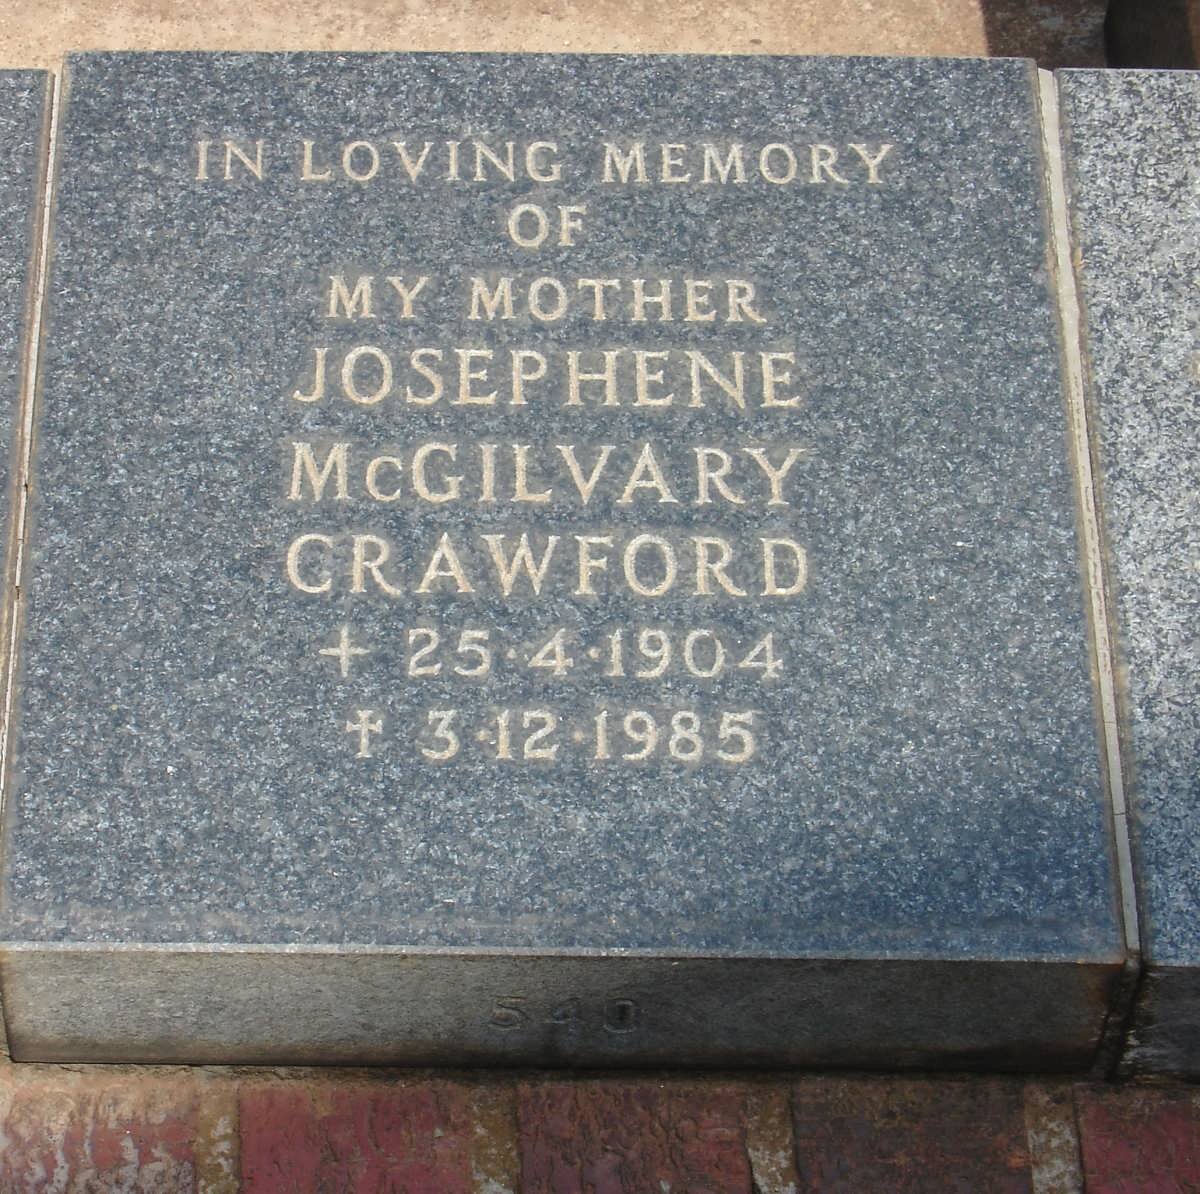 IN LOVING MEMORY
OF
MY MOTHER
JOSEPHENE
McGILVARY
CRAWFORD
+ 25·4·1904
✝ 3·12·1985
540